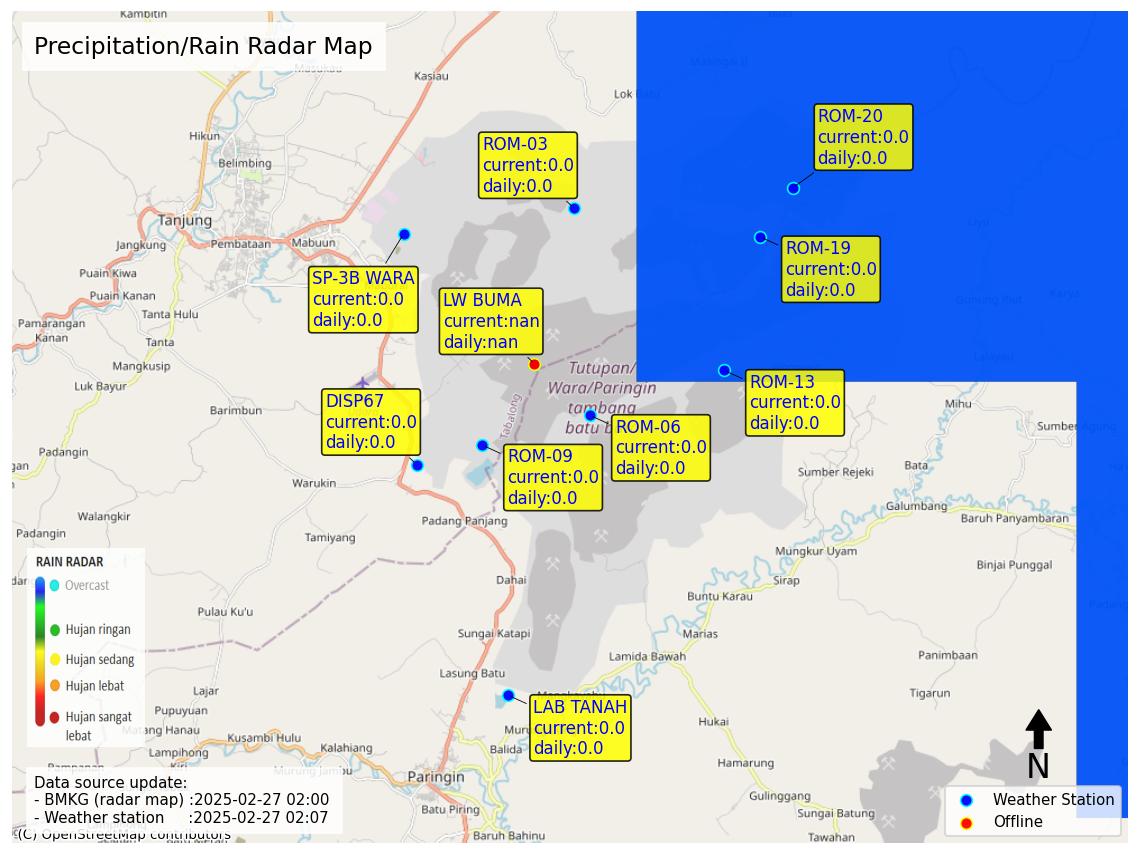 Kambitin
Precipitation/Rain Radar Map
Masukau
Kasiau
Maringakal
Hikun
Belimbing
Tanjung
Jangkung
Pembataan
Mabuun
Puain Kiwa
Puain Kanan
Pamarangan
Kanan
Tanta Hulu
Tanta
Mangkusip
Luk Bayur
ROM-03
current:0.0
daily:0.0
ROM-20
current:0.0
daily:0.0
SP-3B WARA
current:0.0
daily:0.0
LW BUMA
current:nan
daily:nan
ROM-19
current:0.0
daily:0.0
Liyu
Gunung Riut
Karya
Lalayau
Tutupan/
Wara/Paringin
tambang
batu b
Tabalong
ROM-13
current:0.0
daily:0.0
DISP67
current:0.0
daily:0.0
ROM-06
current:0.0
daily:0.0
ROM-09
current:0.0
daily:0.0
Barimbun
Padangin
Warukin
Mihu
Sumber Agung
Sumber Rejeki
Bata
Galumbang
Baruh Panyambaran
Walangkir
Padangin
Padang Panjang
Tamiyang
Mungkur Uyam
Binjai Punggal
Sirap
Dahai
Buntu Karau
RAIN RADAR
Overcast
Hujan ringan
Hujan sedang
Hujan lebat
Hujan sangat
lebat
Pulau Ku'u
Sungai Katapi
Marias
Lamida Bawah
Panimbaan
Lasung Batu
Tigarun
Lajar
Pupuyuan
Matang Hanau
Kusambi Hulu
Lampihong
Kalahiang
Kiri
Murung Jambu
LAB TANAH
current:0.0
daily:0.0
Balida
Hukai
Hamarung
Paringin
Batu Piring
Gulinggang
Sungai Batung
Tawahan
Baruh Bahinu
N
Data source update:
- BMKG (radar map) :2025-02-27 02:00
- Weather station :2025-02-27 02:07
(C) OpenStreetMap contributors
Weather Station
Offline